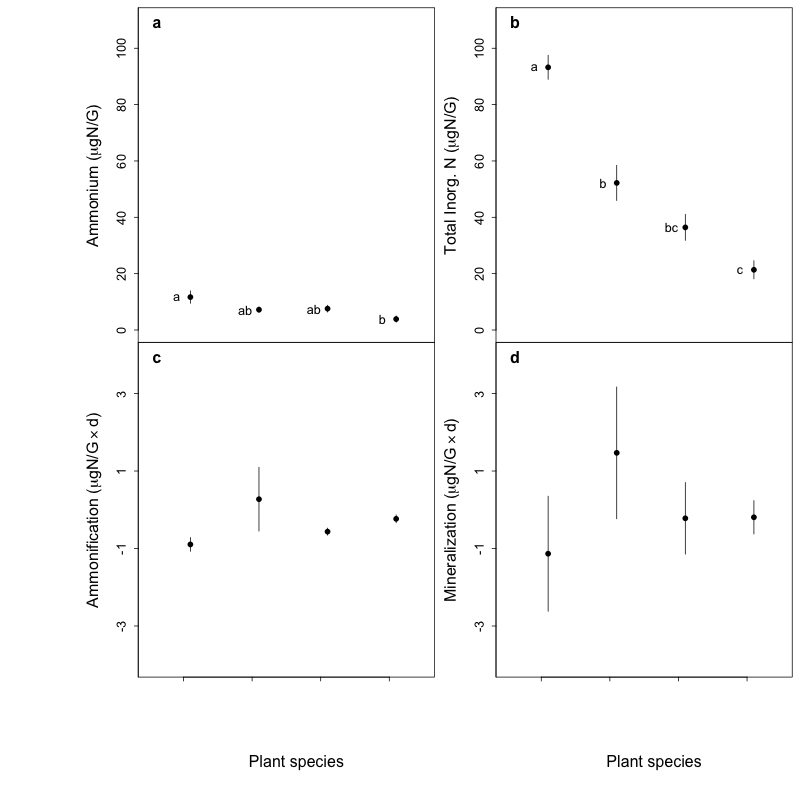 a
Ammonium (μgN/G)
100
80
60
40
20
0
a
ab
ab
b
b
Total Inorg. N (μgN/G)
100
80
60
40
20
0
a
b
bc
c
c
Ammonification (μgN/G × d)
3
1
-1
-3
Plant species
d
Mineralization (μgN/G × d)
3
1
-1
-3
Plant species